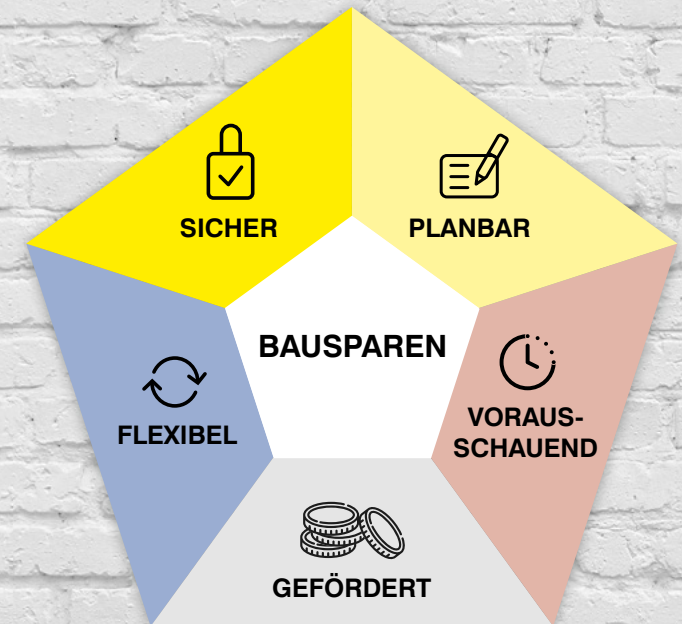 SICHER
PLANBAR
BAUSPAREN
FLEXIBEL
VORAUS-
SCHAUEND
GEFÖRDERT